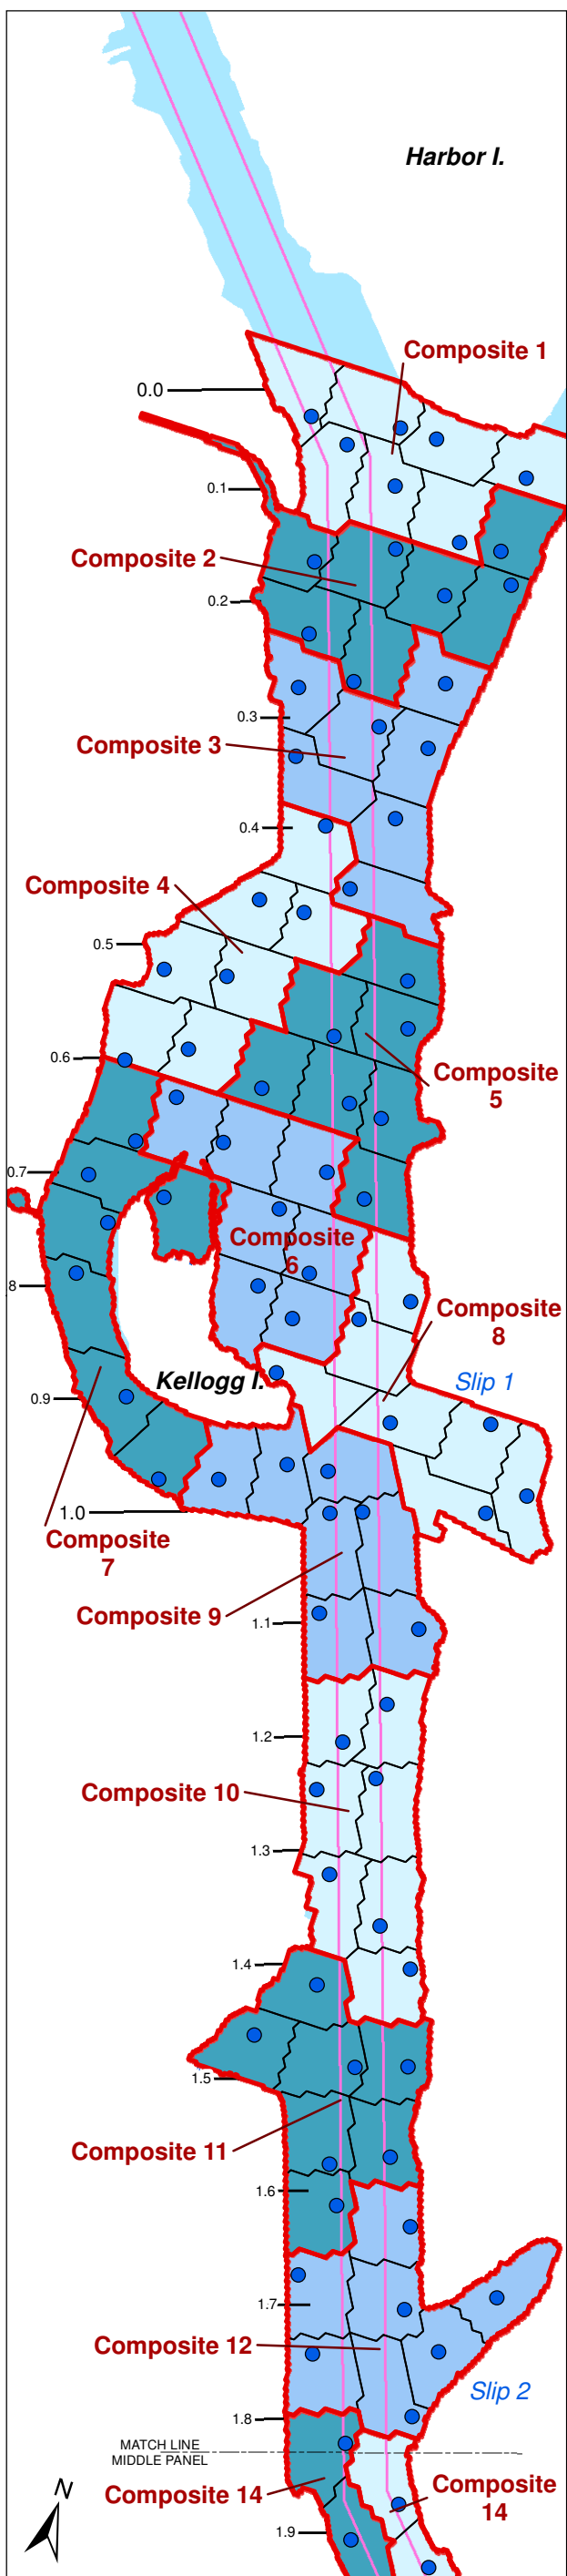 Harbor I.
Composite 1
0.0
0.1
Composite 2
0.2
0.3
Composite 3
0.4
Composite 4
0.5
0.6
Composite
5
0.7
Composite
6
8
Composite
8
Slip 1
Kellogg I.
0.9
1.0
Composite
7
Composite 9
1.1
1.2
Composite 10
1.3
1.4
1.5
Composite 11
1.6
1.7
Composite 12
Slip 2
1.8
MATCH LINE
MIDDLE PANEL
N
Composite 14
Composite
14
1.9